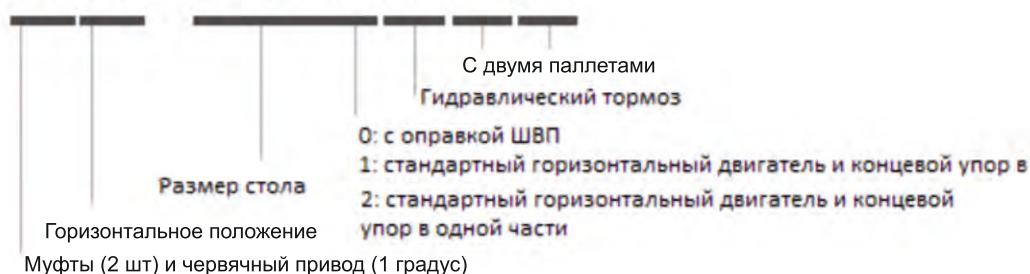 С двумя паллетами
Гидравлический тормоз
0: с оправкой ШВП
1: стандартный горизонтальный двигатель и концевой упор в
2: стандартный горизонтальный двигатель и концевой
упор в одной части
Размер стола
Горизонтальное положение
Муфты (2 шт) и червячный привод (1 градус)